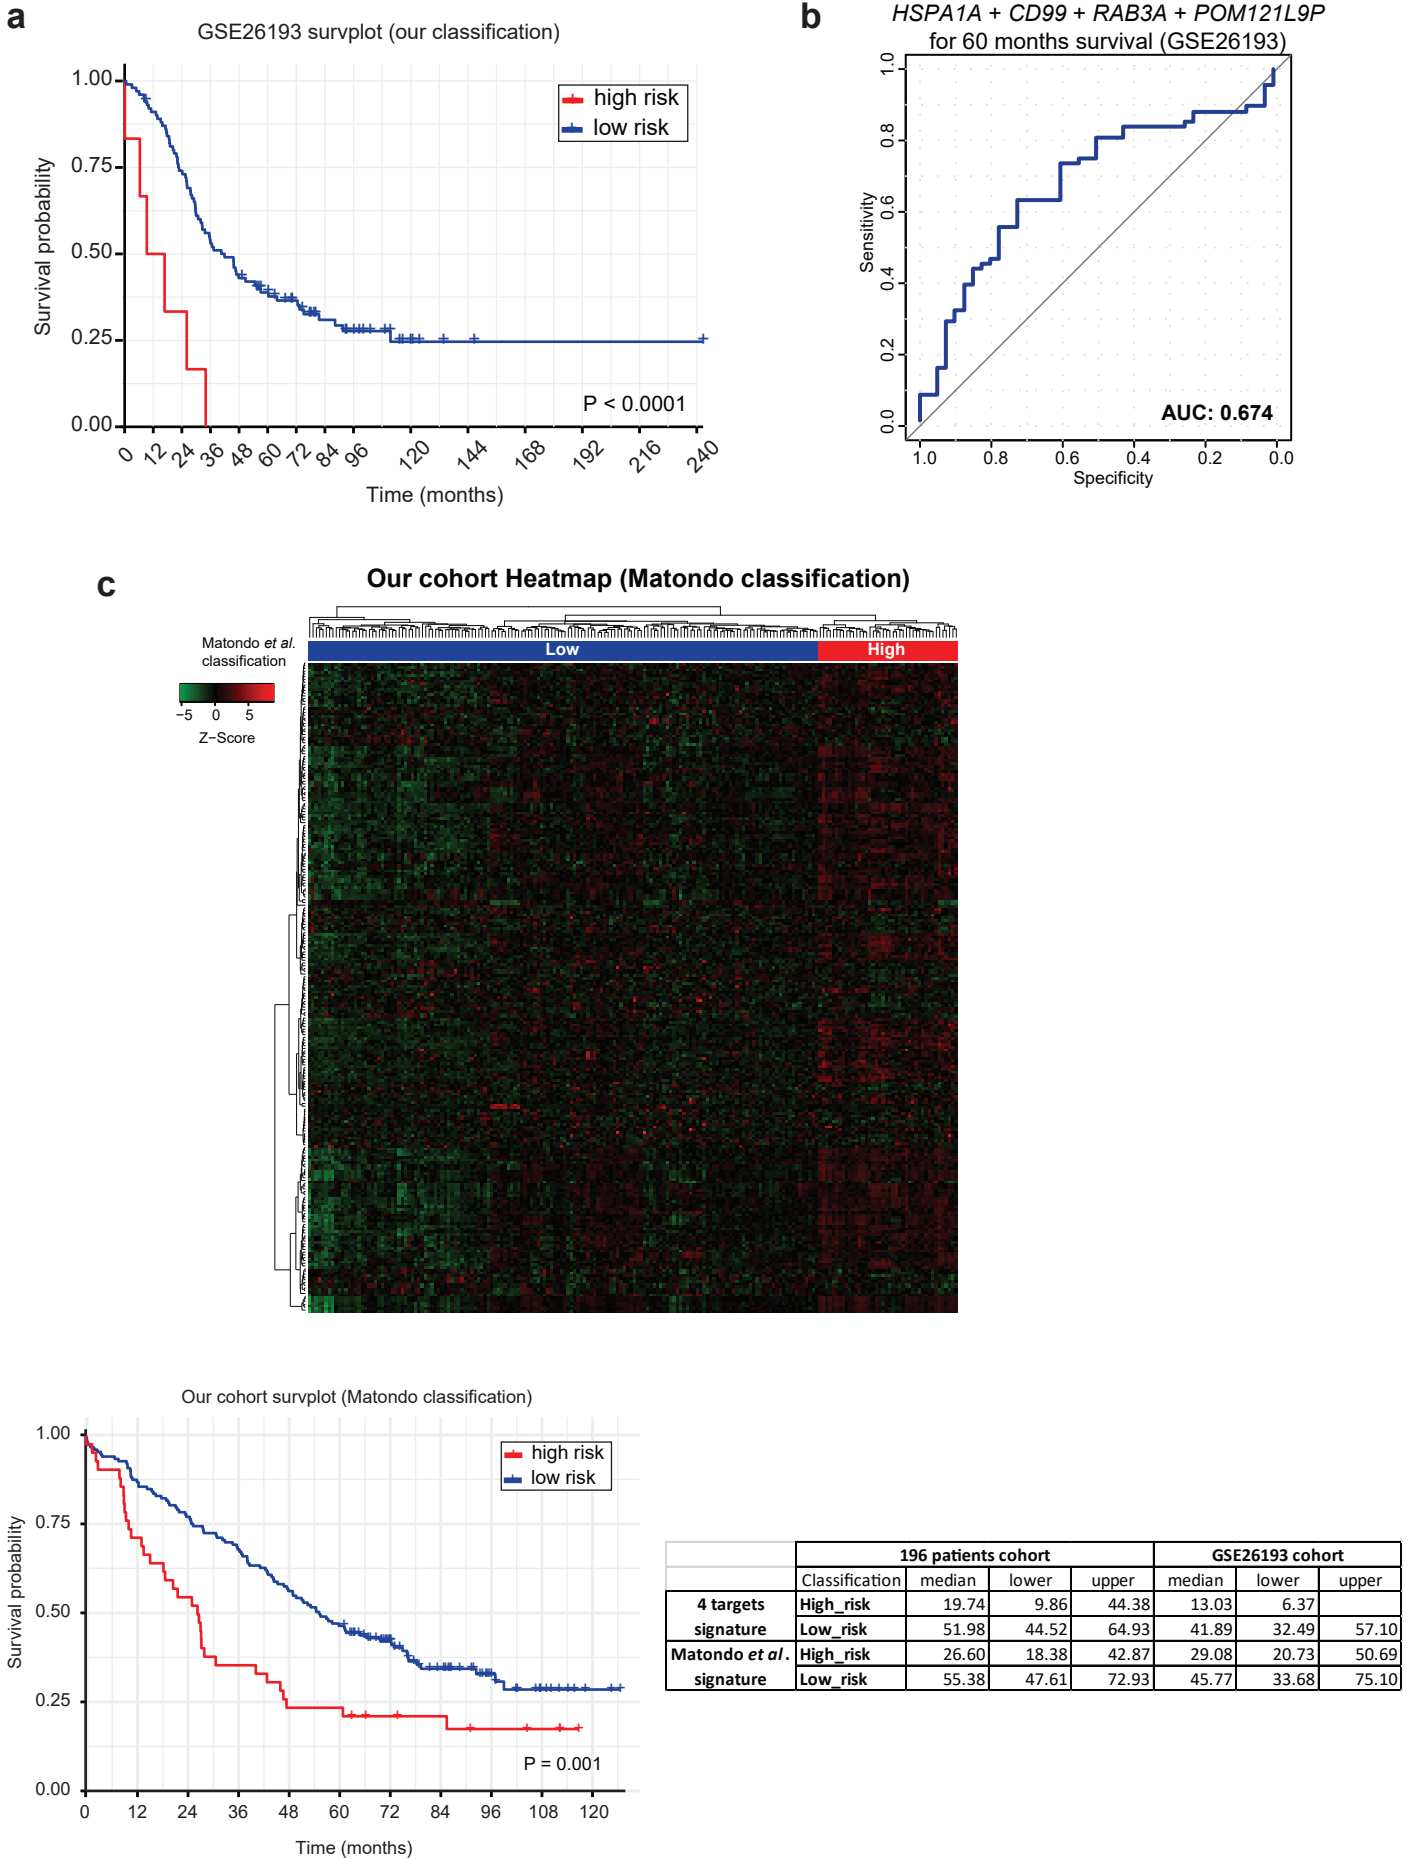 a
GSE26193 survplot (our classification)
1.00
0.75
0.50
0.25
0.00
Survival probability
high risk
low risk
P < 0.0001
0 12 24 36 48 60 72 84 96 120 144 168 192 216 240
Time (months)
b
HSPA1A + CD99 + RAB3A + POM121L9P
for 60 months survival (GSE26193)
1.0
0.8
0.6
0.4
0.2
0.0
Sensitivity
AUC: 0.674
1.0 0.8 0.6 0.4 0.2 0.0
Specificity
c
Our cohort Heatmap (Matondo classification)
Matondo et al.
classification
Low High
−5 0 5
Z−Score
Our cohort survplot (Matondo classification)
1.00
0.75
0.50
0.25
0.00
Survival probability
high risk
low risk
P = 0.001
0 12 24 36 48 60 72 84 96 108 120
Time (months)
196 patients cohort GSE26193 cohort
Classification median lower upper median lower upper
4 targets High_risk 19.74 9.86 44.38 13.03 6.37
signature Low_risk 51.98 44.52 64.93 41.89 32.49 57.10
Matondo et al. High_risk 26.60 18.38 42.87 29.08 20.73 50.69
signature Low_risk 55.38 47.61 72.93 45.77 33.68 75.10